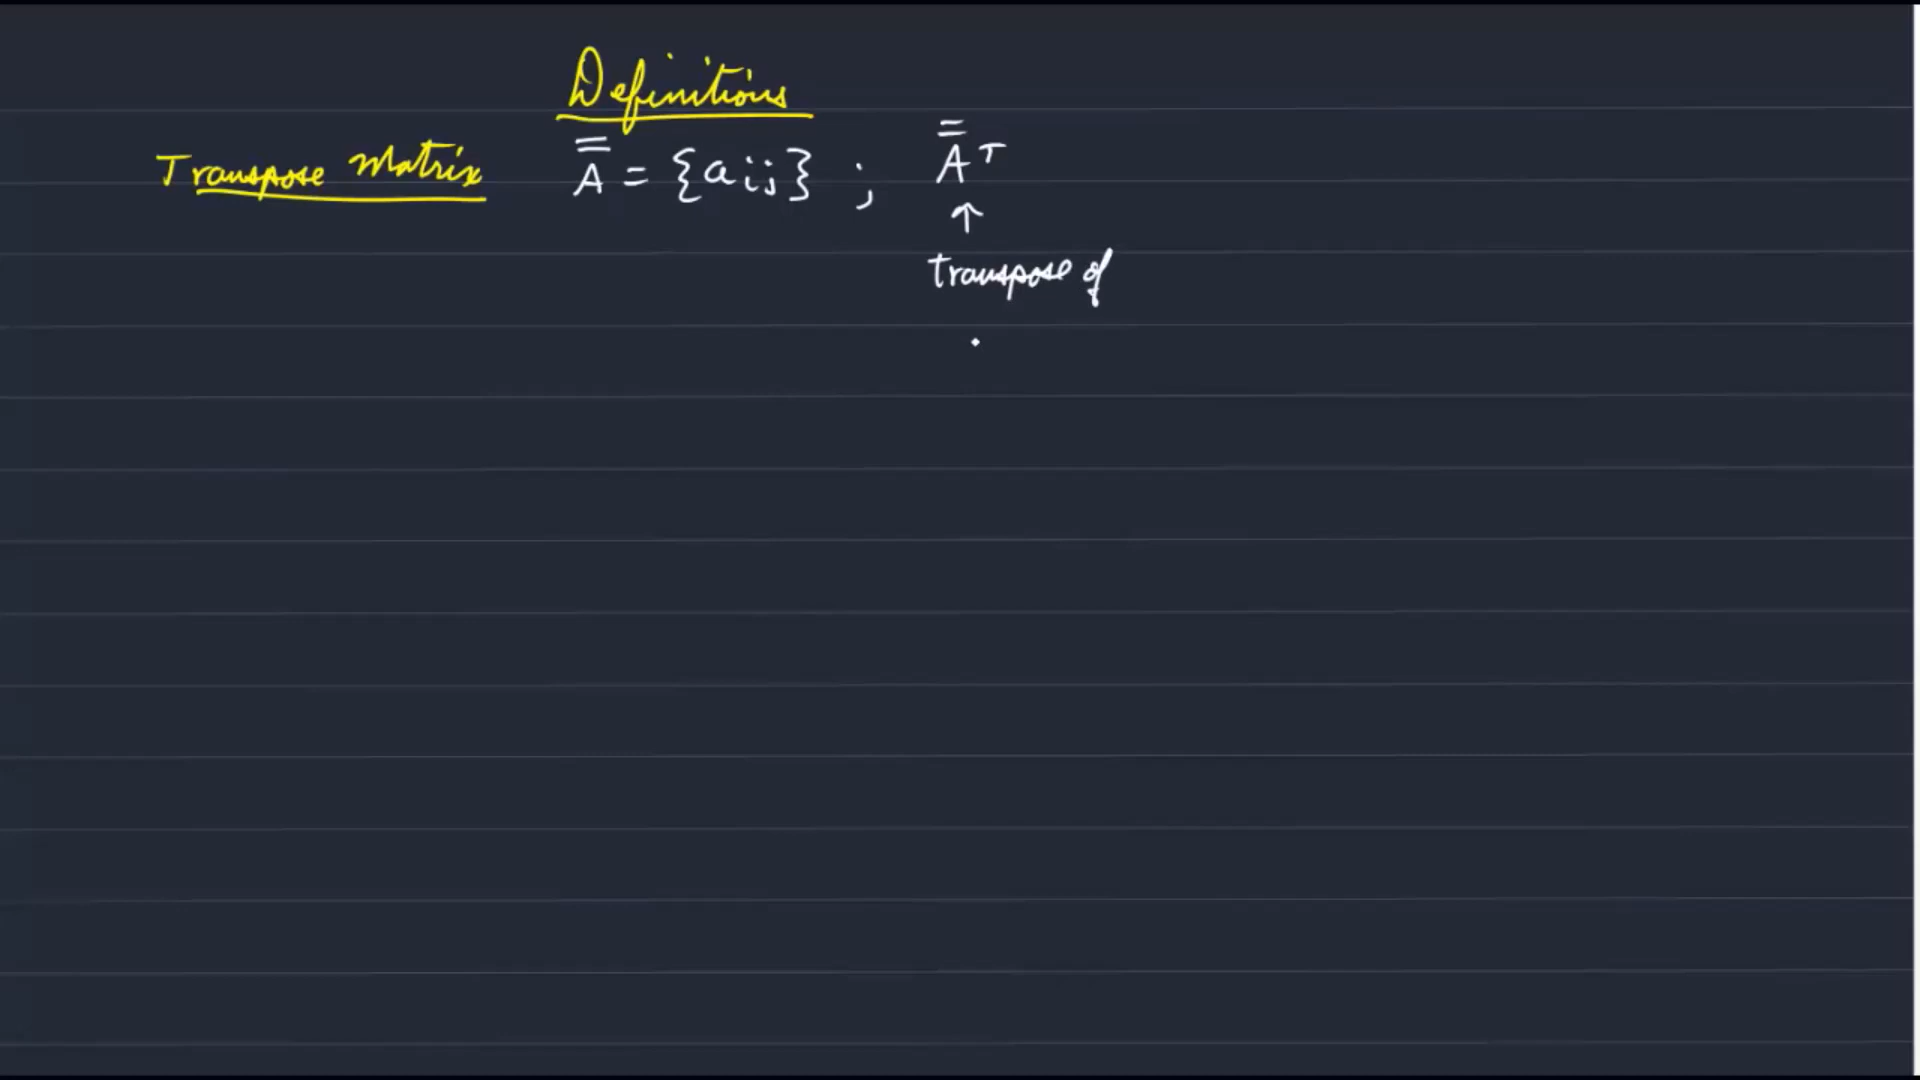 Definitions
Transpose Matrix A̿ = {aij} ; A̿ᵀ
↑
transpose of